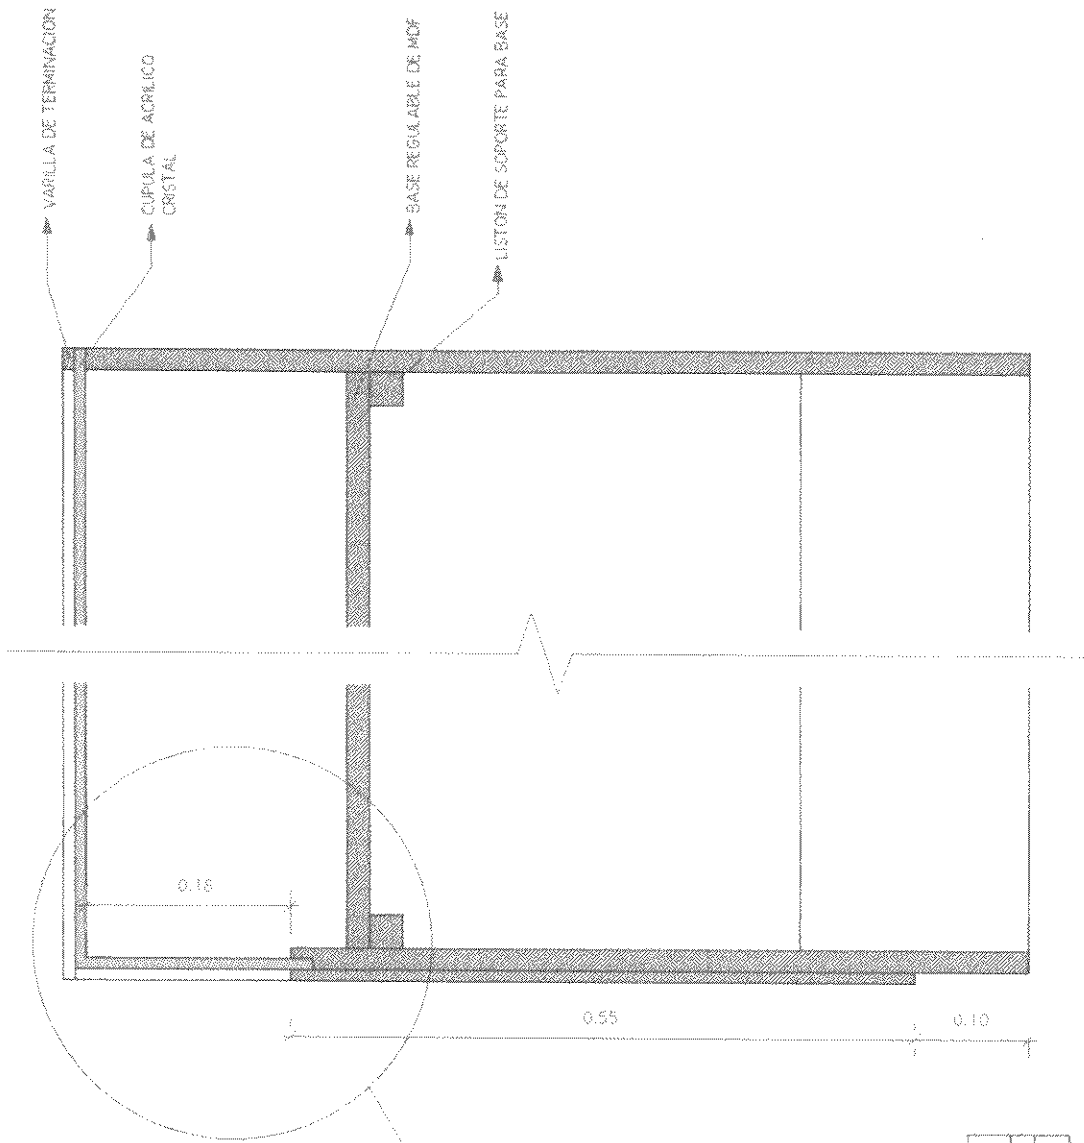 VARILLA DE TERMINACION
CUPULA DE ACRILICO
CRISTAL
BASE REGULABLE DE MDF
LISTON DE SOPORTE PARA BASE
0.18
0.55
0.10